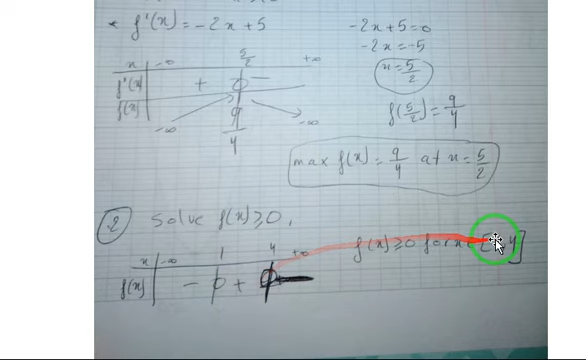 * f'(x) = -2x + 5
-2x + 5 = 0
-2x = -5
x = 5/2
x -∞ 5/2 +∞
f'(x) + 0 -
f(x) -∞ 9/4 -∞
f(5/2) = 9/4
max f(x) = 9/4 at x = 5/2
2 Solve f(x) ≥ 0,
x -∞ 1 4 +∞
f(x) - 0 + 0 -
f(x) ≥ 0 for x
4]